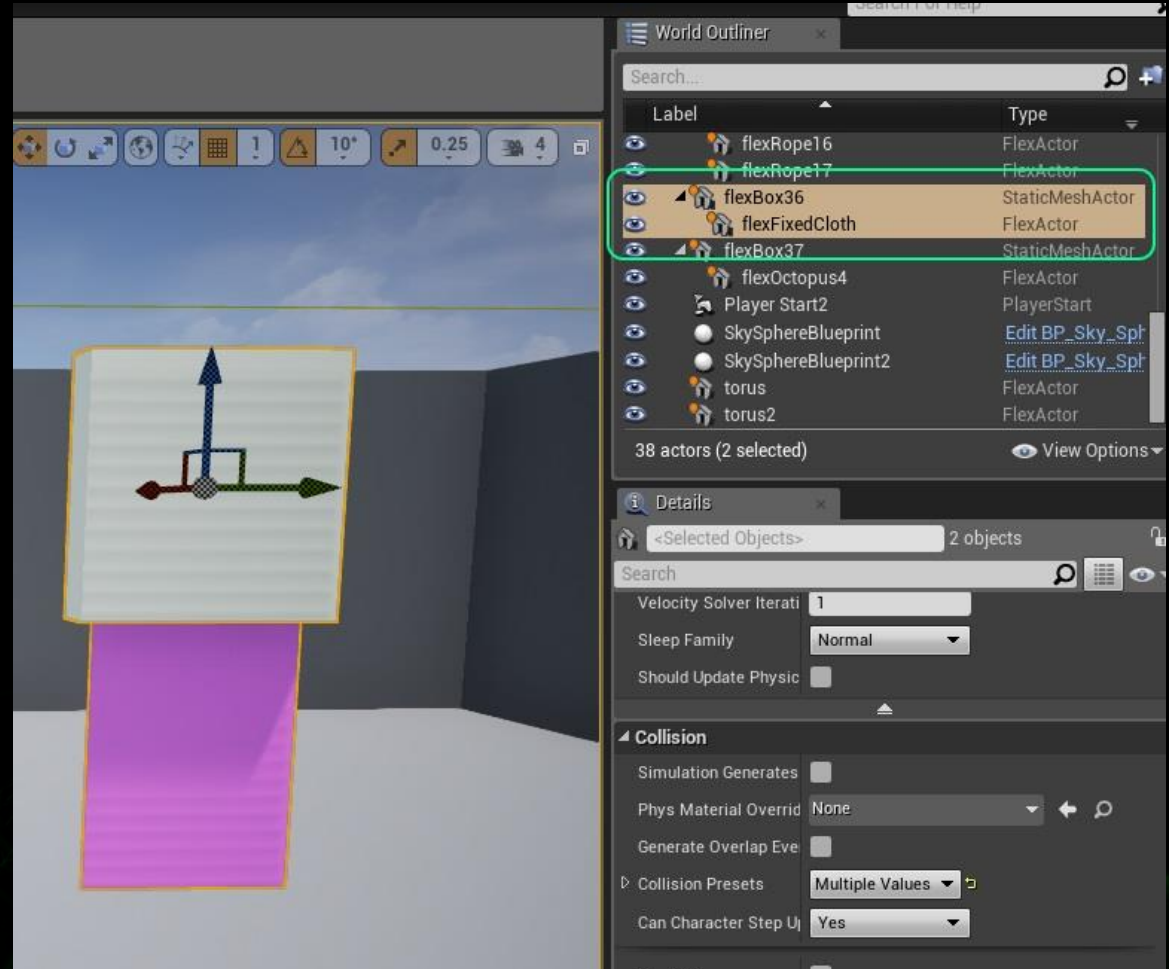 Search For Help
World Outliner
Search...
Label Type
1 10° 0.25 4
flexRope16 FlexActor
flexRope17 FlexActor
flexBox36 StaticMeshActor
flexFixedCloth FlexActor
flexBox37 StaticMeshActor
flexOctopus4 FlexActor
Player Start2 PlayerStart
SkySphereBlueprint Edit BP_Sky_Sph
SkySphereBlueprint2 Edit BP_Sky_Sph
torus FlexActor
torus2 FlexActor
38 actors (2 selected) View Options
Details
<Selected Objects> 2 objects
Search
Velocity Solver Iterati 1
Sleep Family Normal
Should Update Physic
Collision
Simulation Generates
Phys Material Overrid None
Generate Overlap Eve
Collision Presets Multiple Values
Can Character Step U Yes